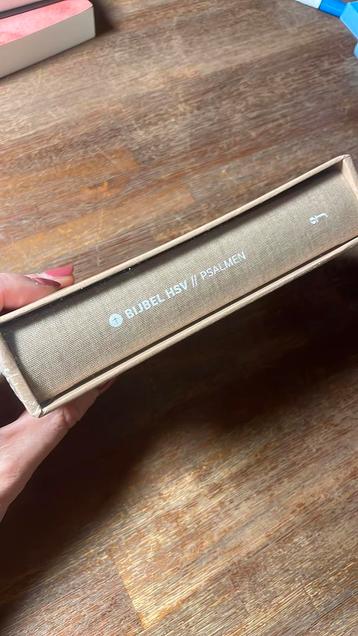 BIJBEL HSV // PSALMEN